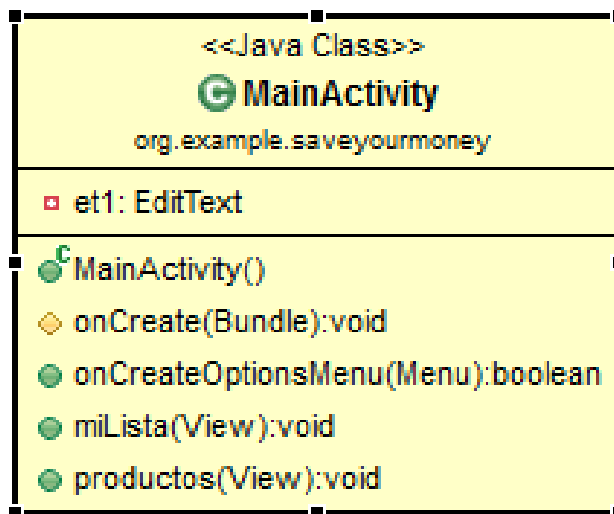 <<Java Class>>
C MainActivity
org.example.saveyourmoney
et1: EditText
C MainActivity()
onCreate(Bundle):void
onCreateOptionsMenu(Menu):boolean
miLista(View):void
productos(View):void